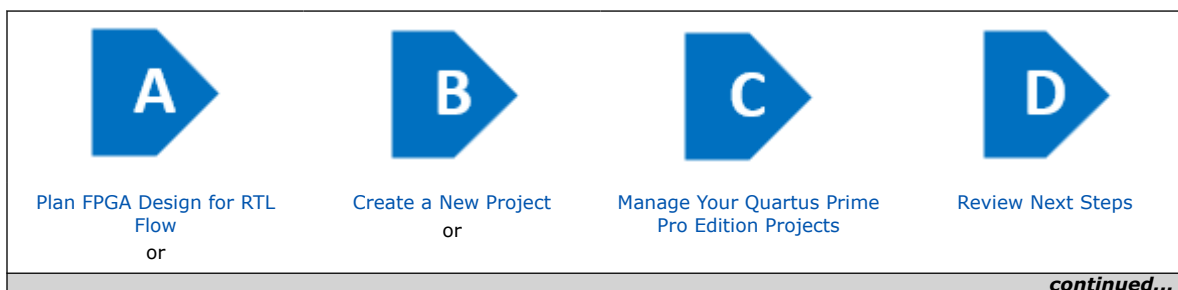 A
B
C
D
Plan FPGA Design for RTL
Flow
or
Create a New Project
or
Manage Your Quartus Prime
Pro Edition Projects
Review Next Steps
continued...